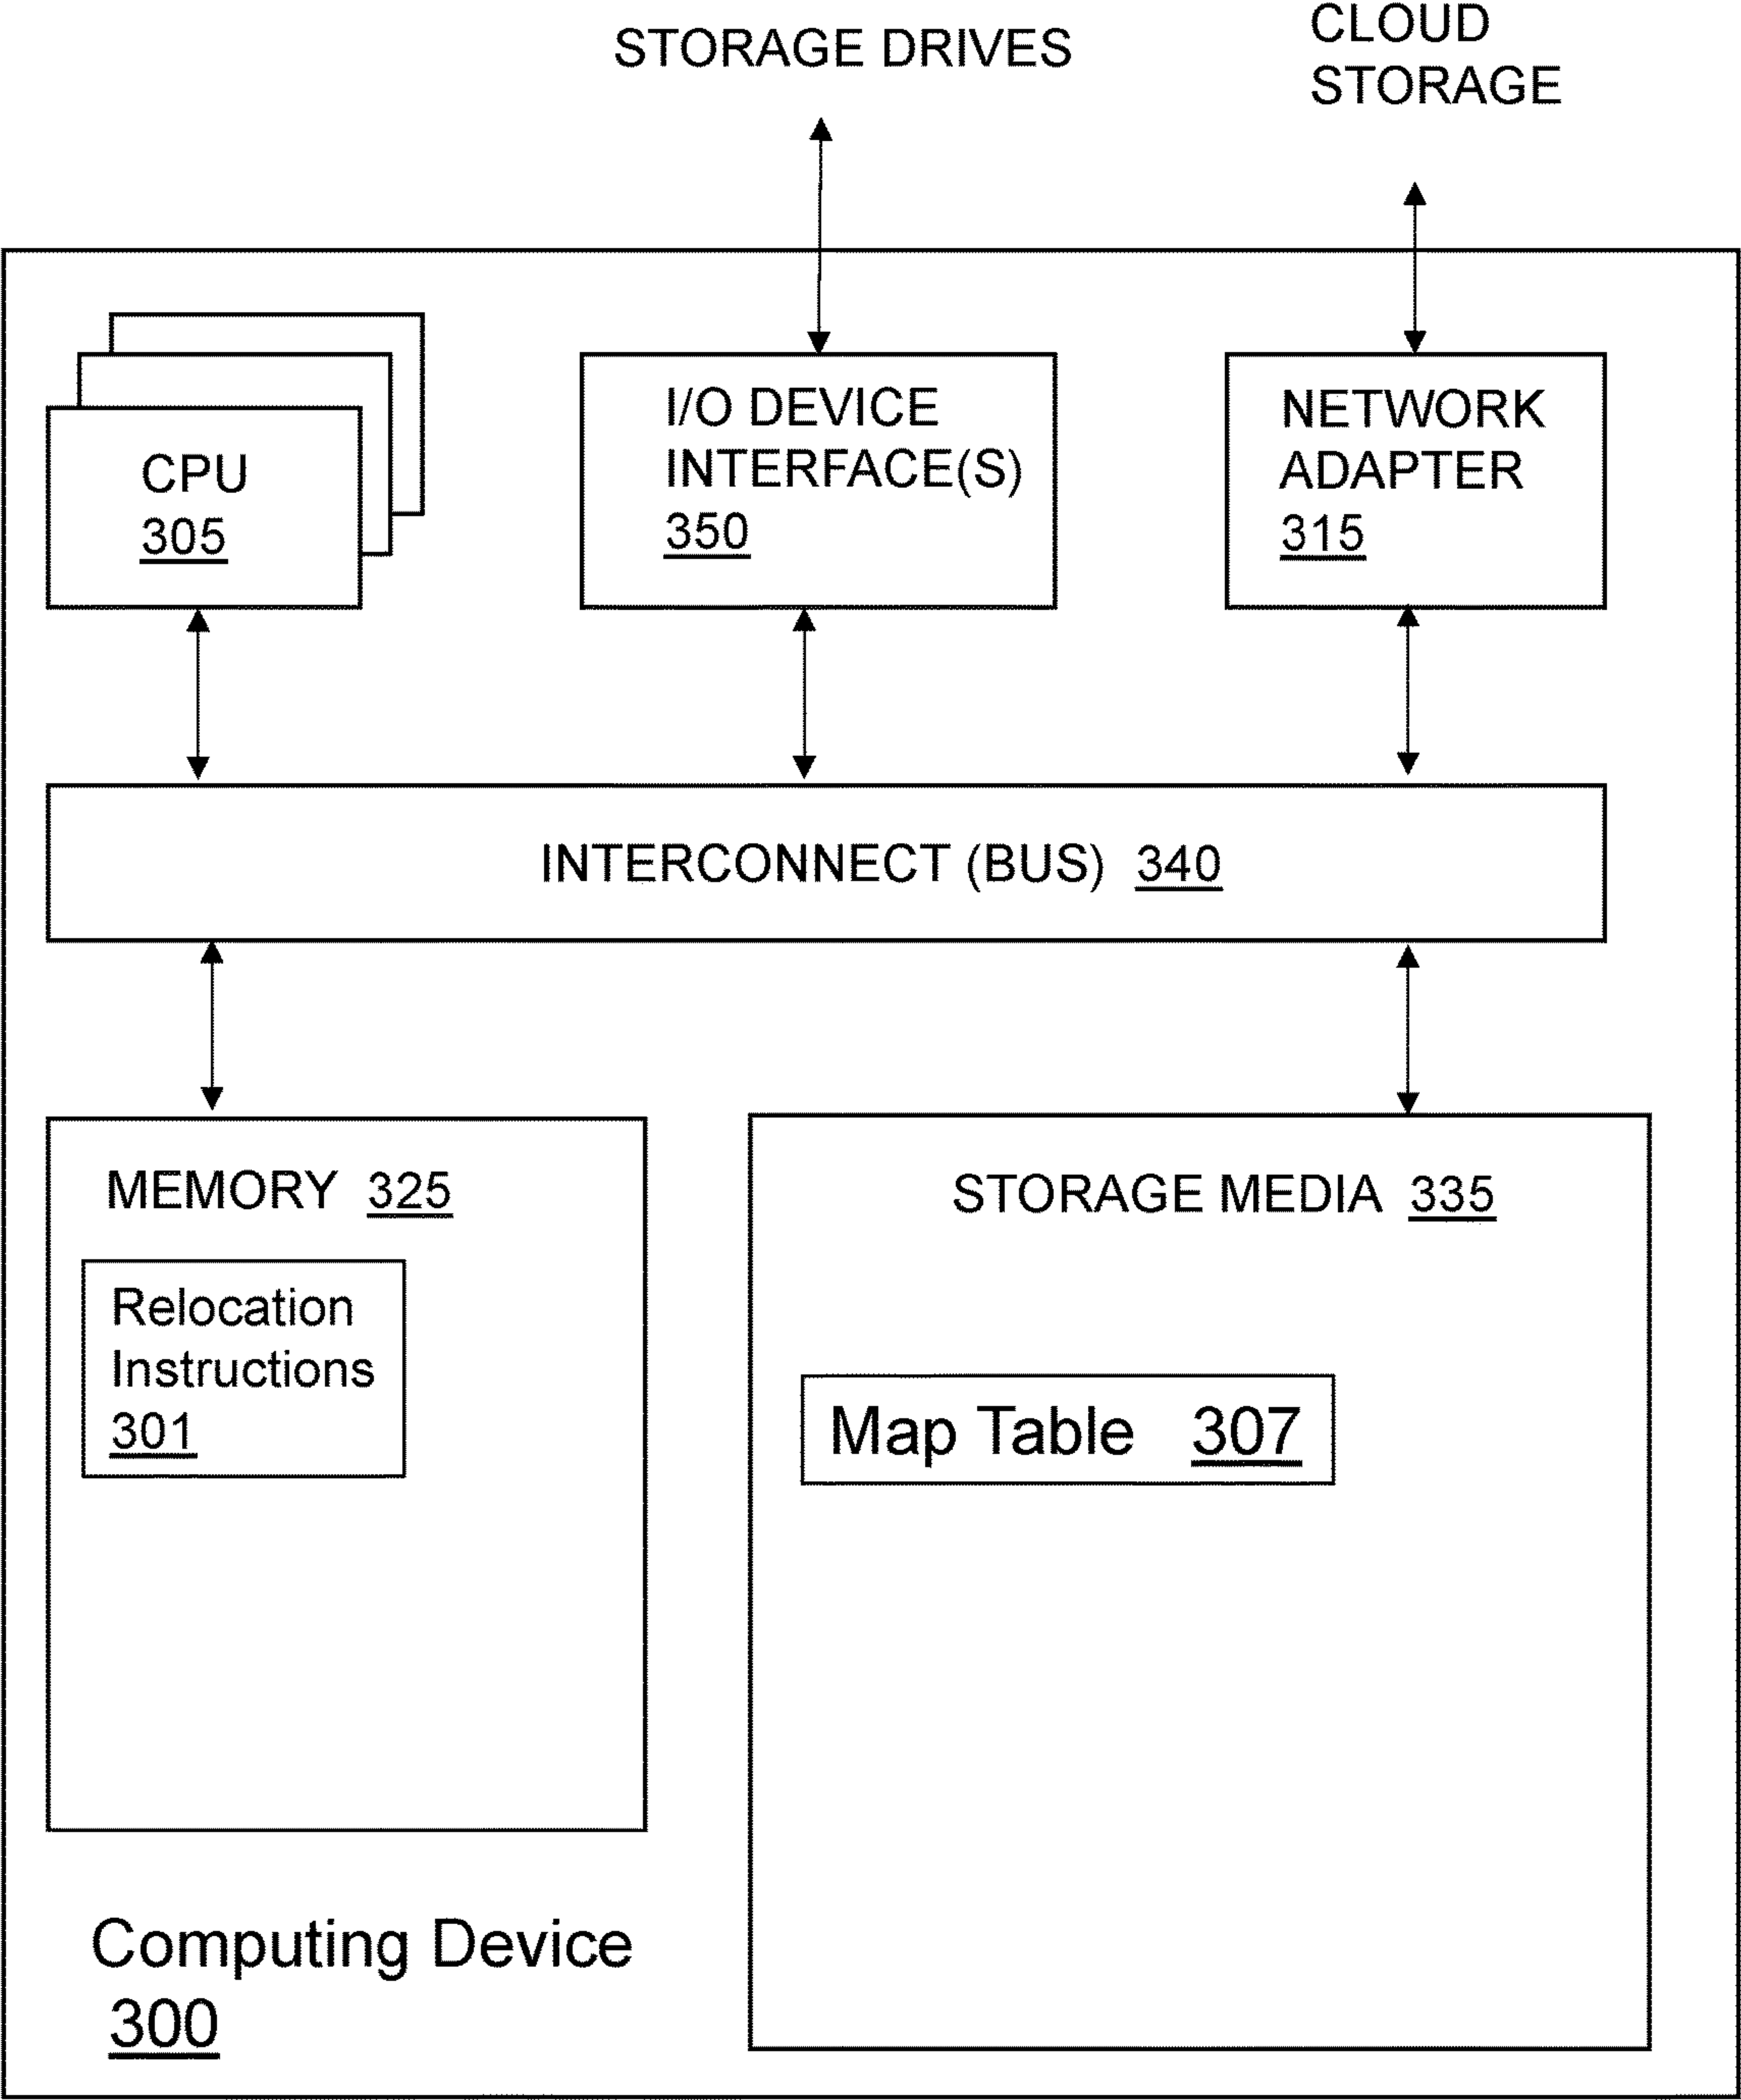 STORAGE DRIVES
CLOUD
STORAGE
CPU
305
I/O DEVICE
INTERFACE(S)
350
NETWORK
ADAPTER
315
INTERCONNECT (BUS) 340
MEMORY 325
Relocation
Instructions
301
STORAGE MEDIA 335
Map Table 307
Computing Device
300